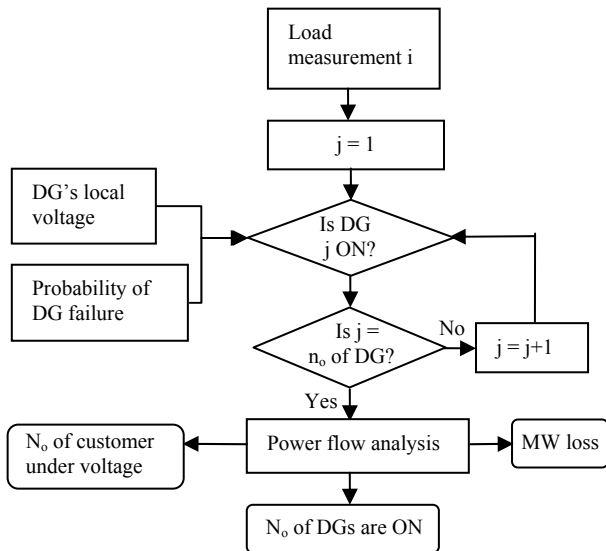 Load
measurement i
j = 1
DG's local
voltage
Is DG
j ON?
Probability of
DG failure
Is j =
nₒ of DG?
No
j = j+1
Yes
Nₒ of customer
under voltage
Power flow analysis
MW loss
Nₒ of DGs are ON